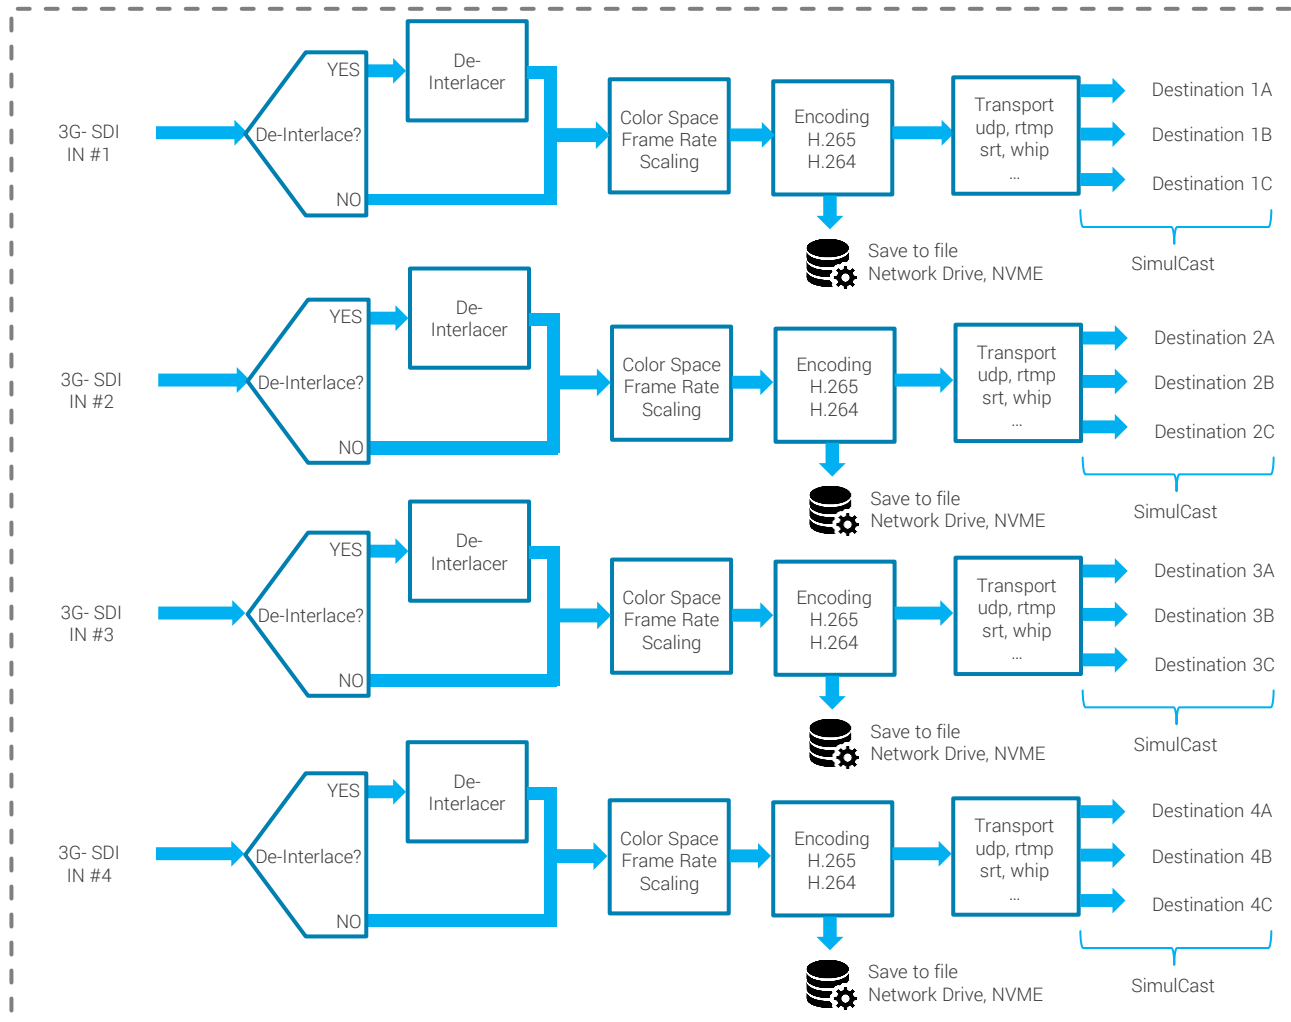 3G- SDI
IN #1
De-Interlace?
YES
NO
De-
Interlacer
Color Space
Frame Rate
Scaling
Encoding
H.265
H.264
Transport
udp, rtmp
srt, whip
...
Destination 1A
Destination 1B
Destination 1C
Save to file
Network Drive, NVME
SimulCast
3G- SDI
IN #2
De-Interlace?
YES
NO
De-
Interlacer
Color Space
Frame Rate
Scaling
Encoding
H.265
H.264
Transport
udp, rtmp
srt, whip
...
Destination 2A
Destination 2B
Destination 2C
Save to file
Network Drive, NVME
SimulCast
3G- SDI
IN #3
De-Interlace?
YES
NO
De-
Interlacer
Color Space
Frame Rate
Scaling
Encoding
H.265
H.264
Transport
udp, rtmp
srt, whip
...
Destination 3A
Destination 3B
Destination 3C
Save to file
Network Drive, NVME
SimulCast
3G- SDI
IN #4
De-Interlace?
YES
NO
De-
Interlacer
Color Space
Frame Rate
Scaling
Encoding
H.265
H.264
Transport
udp, rtmp
srt, whip
...
Destination 4A
Destination 4B
Destination 4C
Save to file
Network Drive, NVME
SimulCast